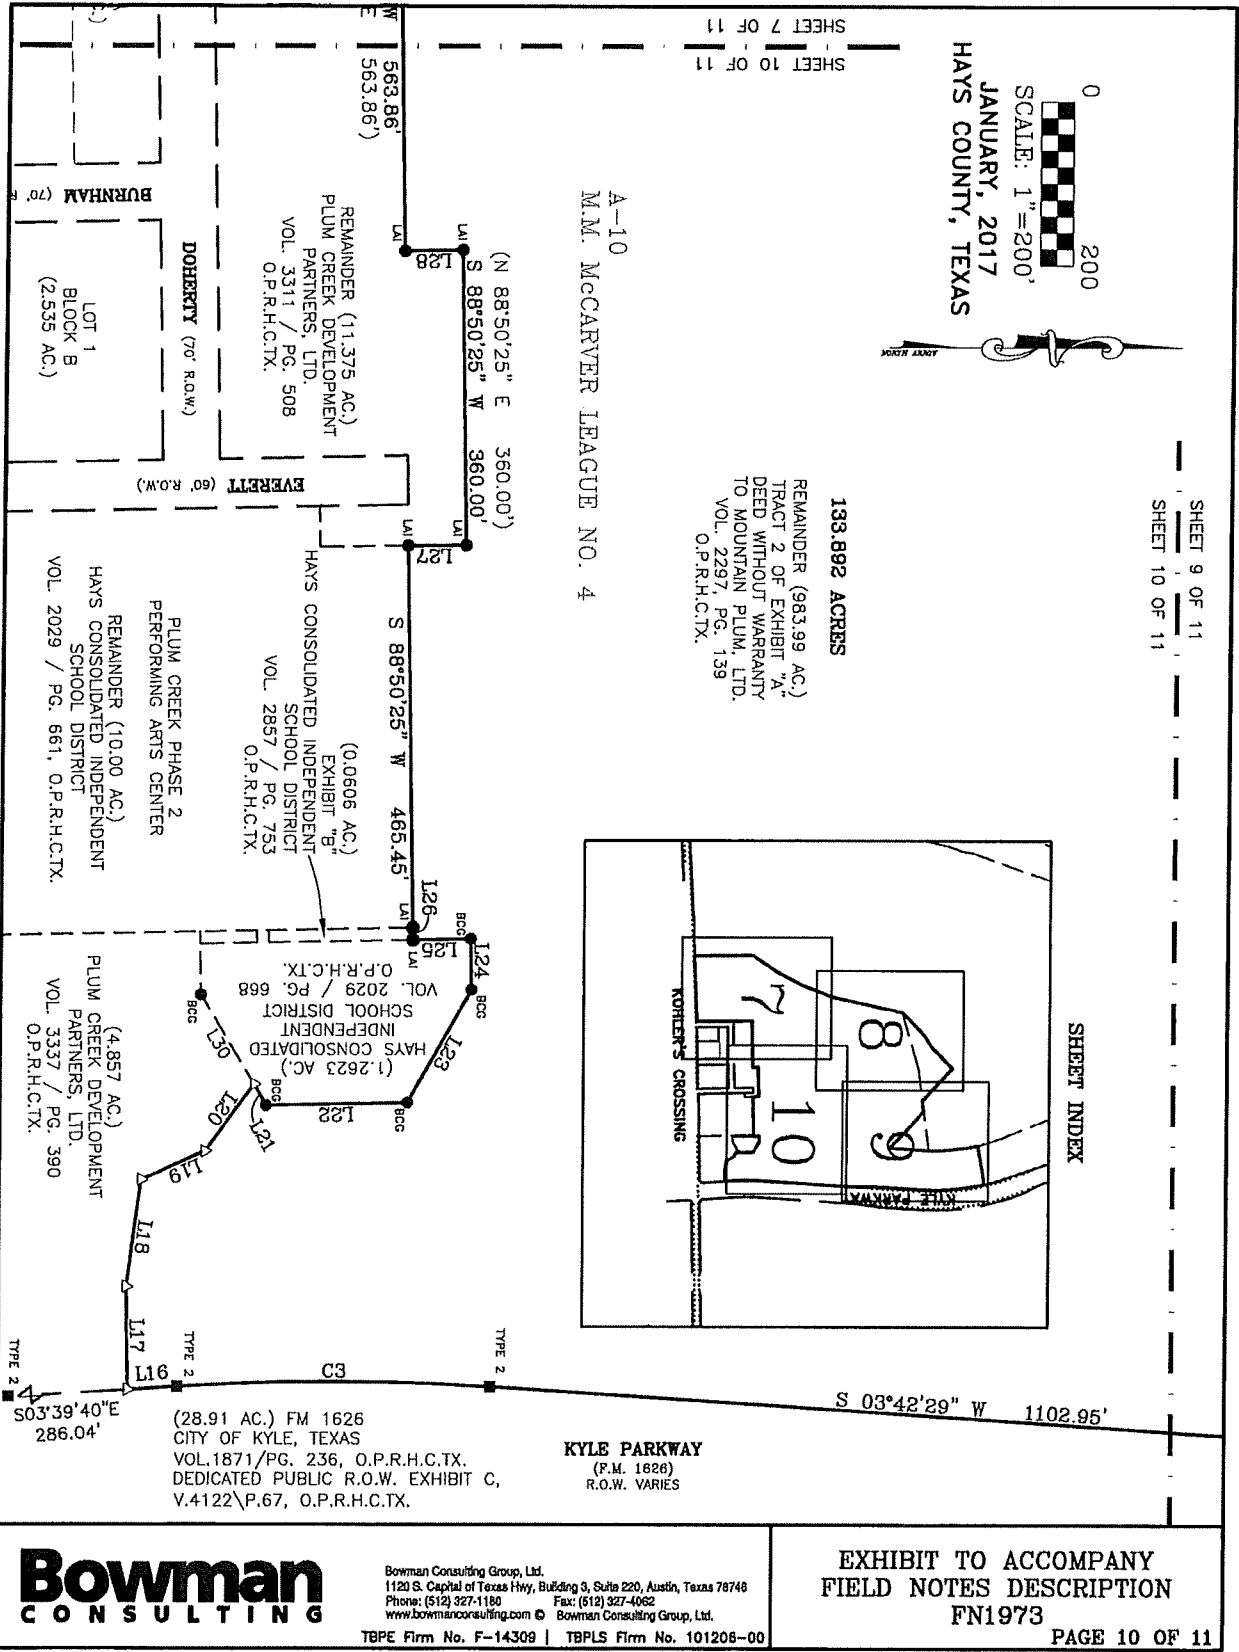 SHEET 7 OF 11
SHEET 10 OF 11
0 200
SCALE: 1"=200'
JANUARY, 2017
HAYS COUNTY, TEXAS
NORTH ARROW
SHEET 9 OF 11
SHEET 10 OF 11
A-10
M.M. McCARVER LEAGUE NO. 4
133.892 ACRES
REMAINDER (983.99 AC.)
TRACT 2 OF EXHIBIT "A"
DEED WITHOUT WARRANTY
TO MOUNTAIN PLUM, LTD.
VOL. 2297, PG. 139
O.P.R.H.C.TX.
W 563.86'
E 563.86')
LAI
L28
LAI
(N 88°50'25" E 360.00')
S 88°50'25" W 360.00'
LAI
L27
LAI
S 88°50'25" W 465.45'
LAI
L26
LAI
L25
BCG
L24
BCG
L23
BCG
L22
BCG
L21
L20
L30
BCG
L19
L18
L17
L16
TYPE 2
C3
TYPE 2
S 03°42'29" W 1102.95'
TYPE 2
S03°39'40"E
286.04'
REMAINDER (11.375 AC.)
PLUM CREEK DEVELOPMENT
PARTNERS, LTD.
VOL. 3311 / PG. 508
O.P.R.H.C.TX.
BURNHAM (70' R
DOHERTY (70' R.O.W.)
LOT 1
BLOCK B
(2.535 AC.)
EVERETT (60' R.O.W.)
(0.0606 AC.)
EXHIBIT "B"
HAYS CONSOLIDATED INDEPENDENT
SCHOOL DISTRICT
VOL. 2857 / PG. 753
O.P.R.H.C.TX.
PLUM CREEK PHASE 2
PERFORMING ARTS CENTER
REMAINDER (10.00 AC.)
HAYS CONSOLIDATED INDEPENDENT
SCHOOL DISTRICT
VOL. 2029 / PG. 661, O.P.R.H.C.TX.
(1.2623 AC.)
HAYS CONSOLIDATED
INDEPENDENT
SCHOOL DISTRICT
VOL. 2029 / PG. 668
O.P.R.H.C.TX.
(4.857 AC.)
PLUM CREEK DEVELOPMENT
PARTNERS, LTD.
VOL. 3337 / PG. 390
O.P.R.H.C.TX.
SHEET INDEX
7
8
9
10
KOHLER'S CROSSING
KYLE PARKWA
(28.91 AC.) FM 1626
CITY OF KYLE, TEXAS
VOL.1871/PG. 236, O.P.R.H.C.TX.
DEDICATED PUBLIC R.O.W. EXHIBIT C,
V.4122\P.67, O.P.R.H.C.TX.
KYLE PARKWAY
(F.M. 1626)
R.O.W. VARIES
Bowman
CONSULTING
Bowman Consulting Group, Ltd.
1120 S. Capital of Texas Hwy, Building 3, Suite 220, Austin, Texas 78746
Phone: (512) 327-1180 Fax: (512) 327-4062
www.bowmanconsulting.com © Bowman Consulting Group, Ltd.
TBPE Firm No. F-14309 | TBPLS Firm No. 101206-00
EXHIBIT TO ACCOMPANY
FIELD NOTES DESCRIPTION
FN1973
PAGE 10 OF 11